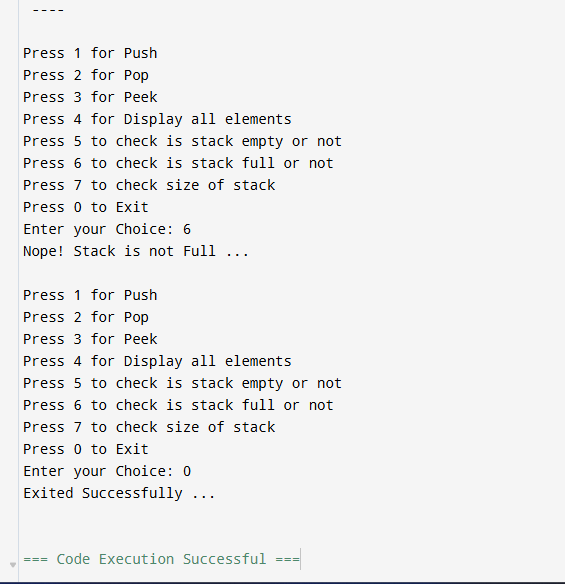 ----
Press 1 for Push
Press 2 for Pop
Press 3 for Peek
Press 4 for Display all elements
Press 5 to check is stack empty or not
Press 6 to check is stack full or not
Press 7 to check size of stack
Press 0 to Exit
Enter your Choice: 6
Nope! Stack is not Full ...
Press 1 for Push
Press 2 for Pop
Press 3 for Peek
Press 4 for Display all elements
Press 5 to check is stack empty or not
Press 6 to check is stack full or not
Press 7 to check size of stack
Press 0 to Exit
Enter your Choice: 0
Exited Successfully ...
=== Code Execution Successful ===